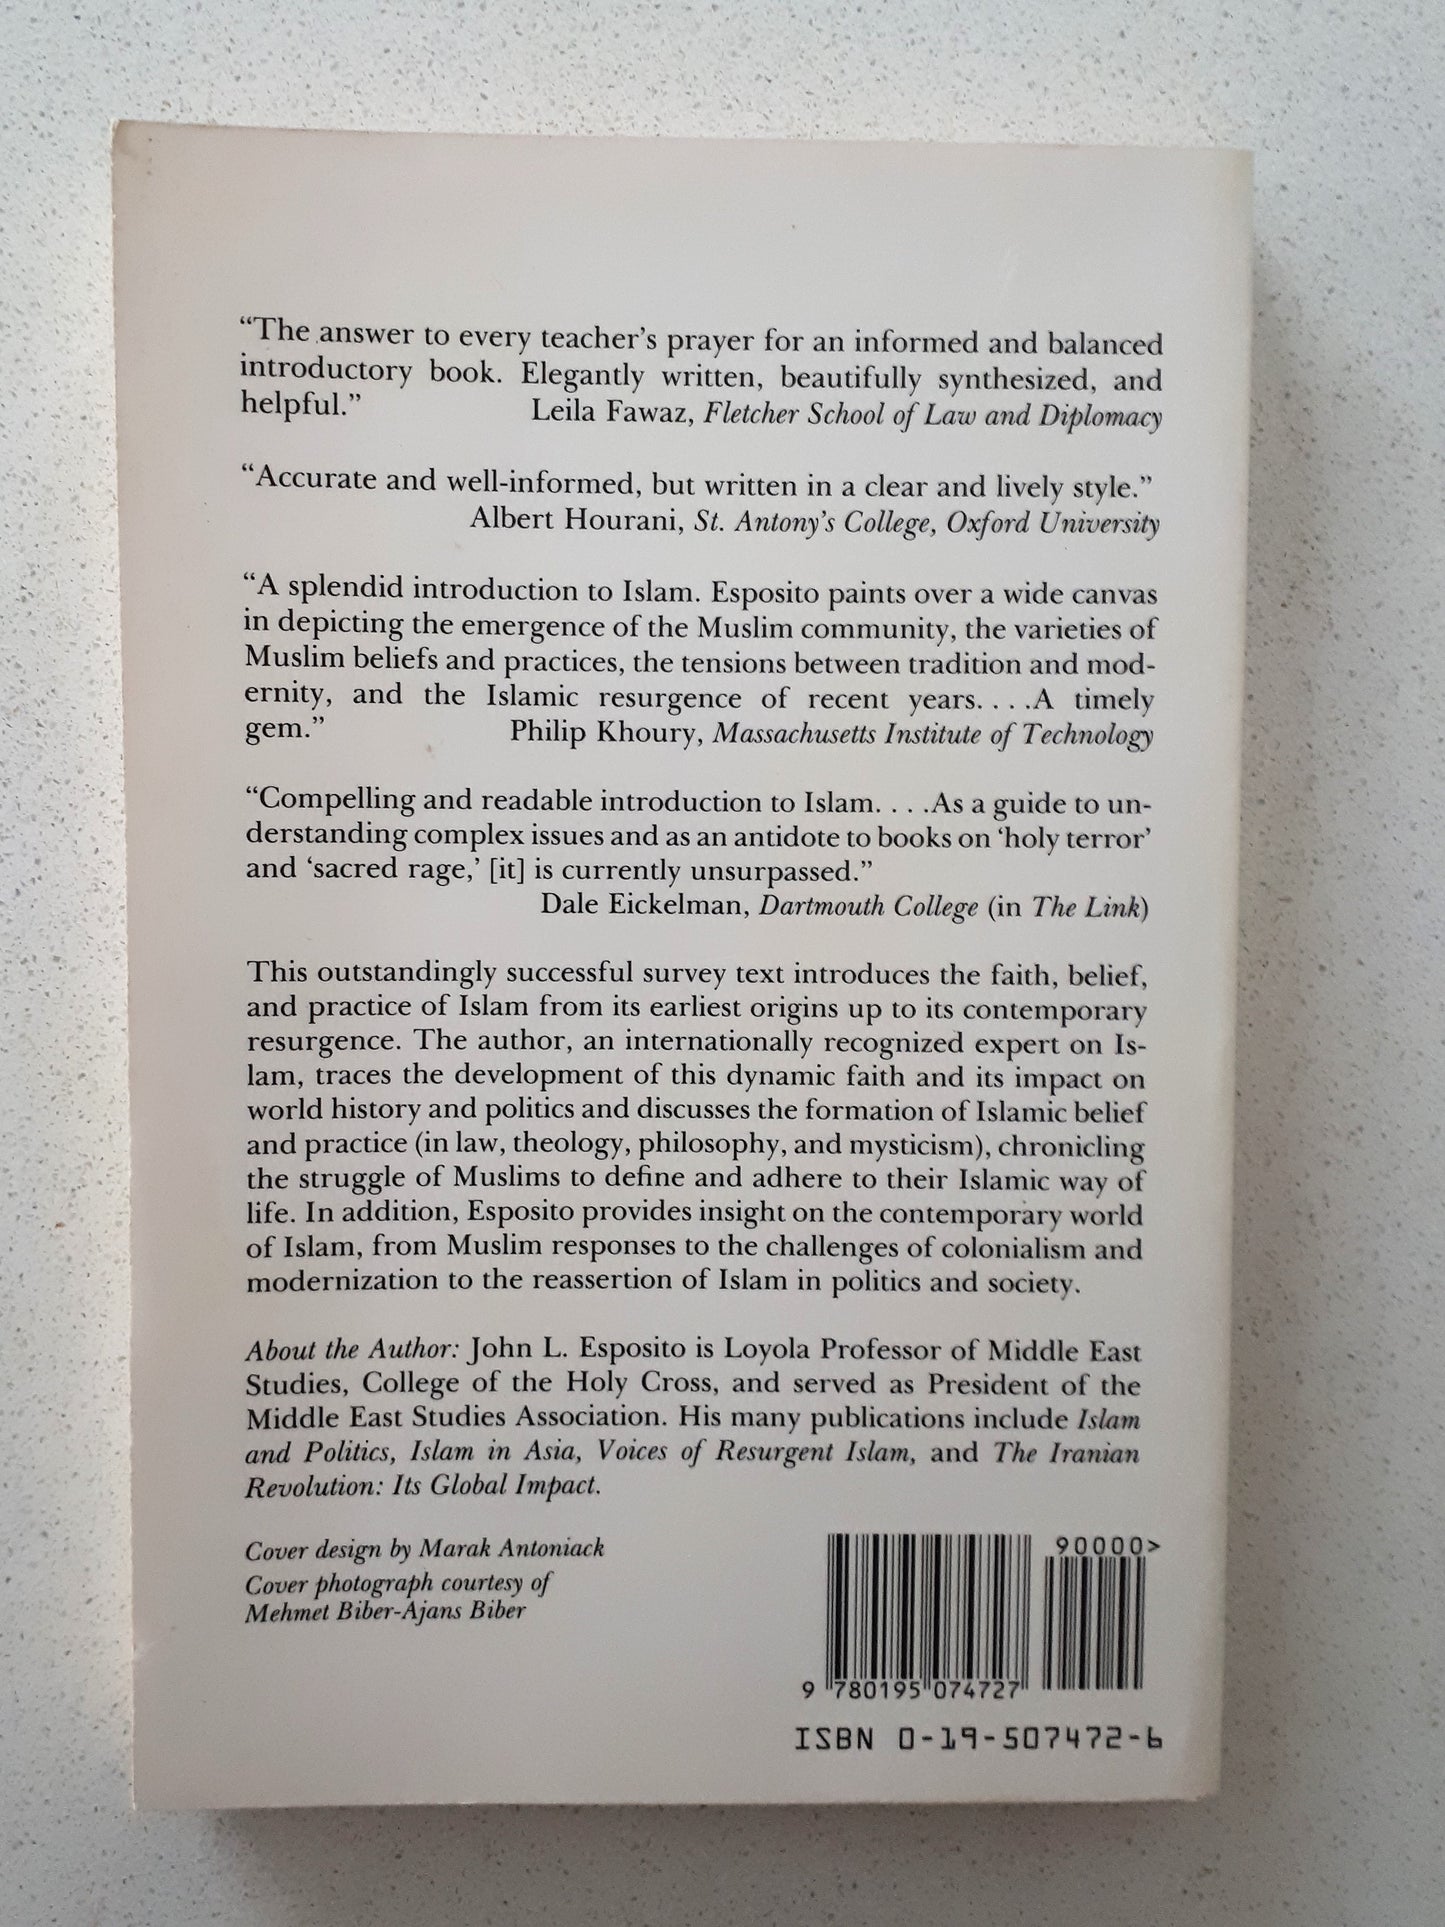 “The answer to every teacher’s prayer for an informed and balanced
introductory book. Elegantly written, beautifully synthesized, and
helpful.” Leila Fawaz, Fletcher School of Law and Diplomacy
“Accurate and well-informed, but written in a clear and lively style.”
Albert Hourani, St. Antony’s College, Oxford University
“A splendid introduction to Islam. Esposito paints over a wide canvas
in depicting the emergence of the Muslim community, the varieties of
Muslim beliefs and practices, the tensions between tradition and mod-
ernity, and the Islamic resurgence of recent years. . . .A timely
gem.” Philip Khoury, Massachusetts Institute of Technology
“Compelling and readable introduction to Islam. . . .As a guide to un-
derstanding complex issues and as an antidote to books on ‘holy terror’
and ‘sacred rage,’ [it] is currently unsurpassed.”
Dale Eickelman, Dartmouth College (in The Link)
This outstandingly successful survey text introduces the faith, belief,
and practice of Islam from its earliest origins up to its contemporary
resurgence. The author, an internationally recognized expert on Is-
lam, traces the development of this dynamic faith and its impact on
world history and politics and discusses the formation of Islamic belief
and practice (in law, theology, philosophy, and mysticism), chronicling
the struggle of Muslims to define and adhere to their Islamic way of
life. In addition, Esposito provides insight on the contemporary world
of Islam, from Muslim responses to the challenges of colonialism and
modernization to the reassertion of Islam in politics and society.
About the Author: John L. Esposito is Loyola Professor of Middle East
Studies, College of the Holy Cross, and served as President of the
Middle East Studies Association. His many publications include Islam
and Politics, Islam in Asia, Voices of Resurgent Islam, and The Iranian
Revolution: Its Global Impact.
Cover design by Marak Antoniack
Cover photograph courtesy of
Mehmet Biber-Ajans Biber
90000>
9 780195 074727
ISBN 0-19-507472-6